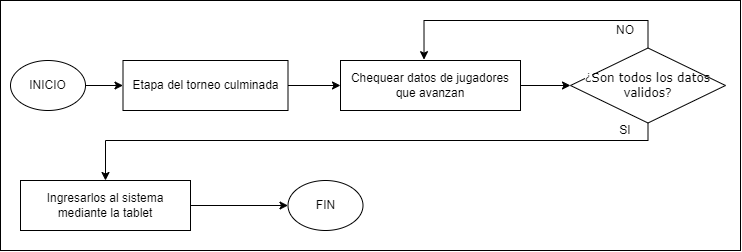 NO
INICIO
Etapa del torneo culminada
Chequear datos de jugadores
que avanzan
¿Son todos los datos
validos?
SI
Ingresarlos al sistema
mediante la tablet
FIN